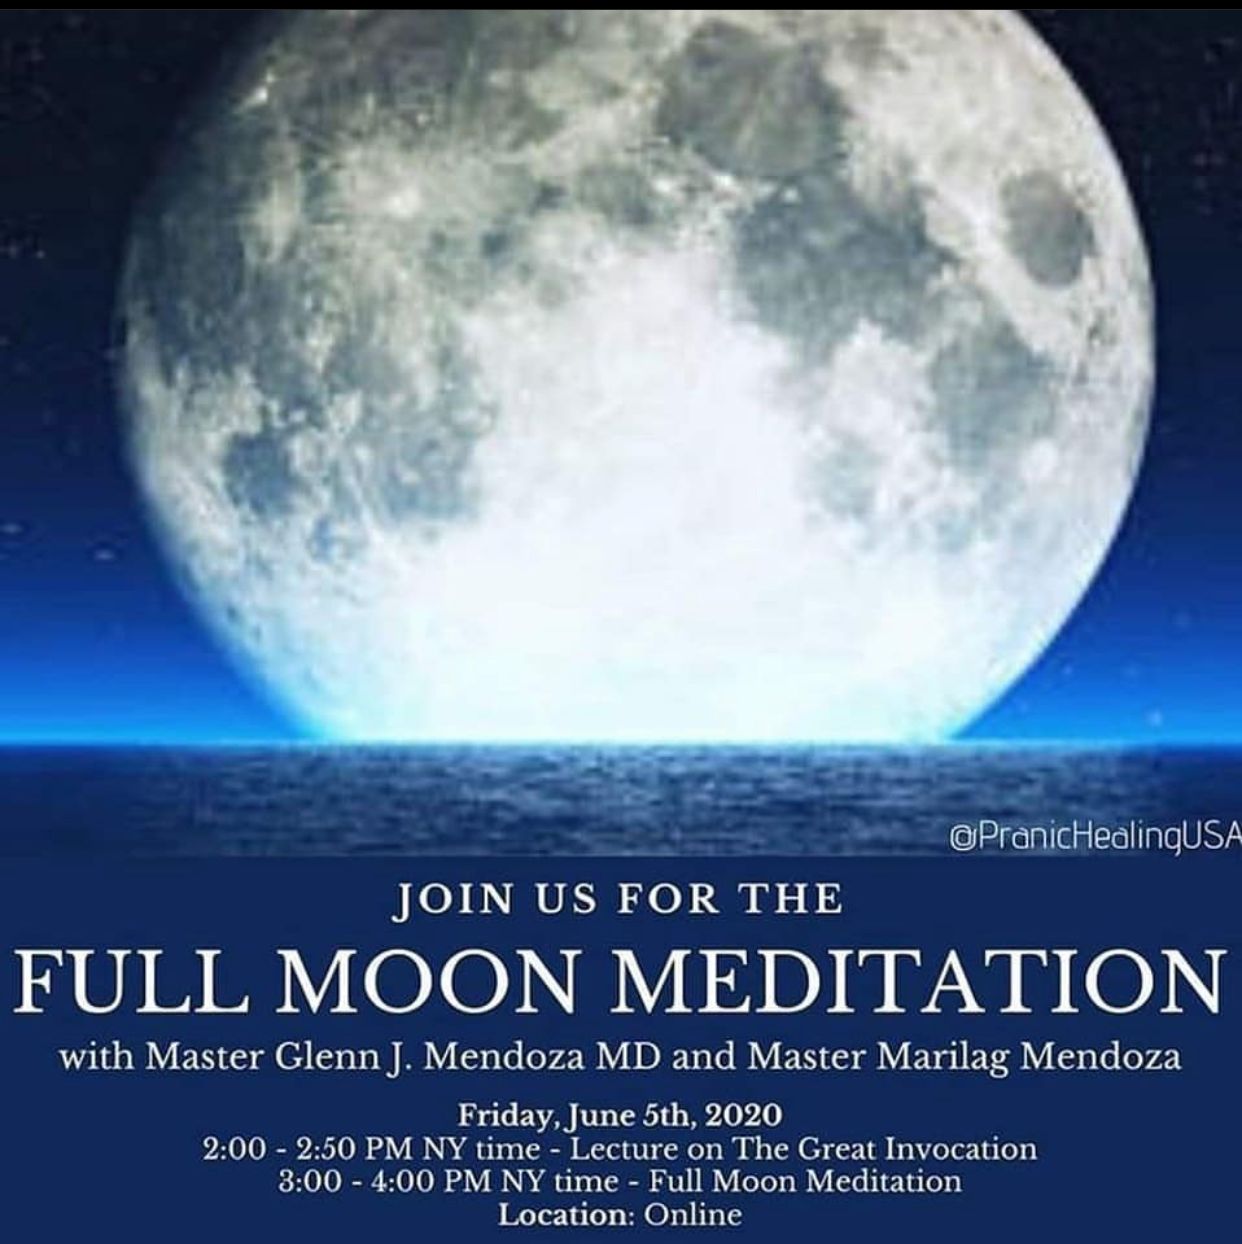 @PranicHealingUSA
JOIN US FOR THE
FULL MOON MEDITATION
with Master Glenn J. Mendoza MD and Master Marilag Mendoza
Friday, June 5th, 2020
2:00 - 2:50 PM NY time - Lecture on The Great Invocation
3:00 - 4:00 PM NY time - Full Moon Meditation
Location: Online